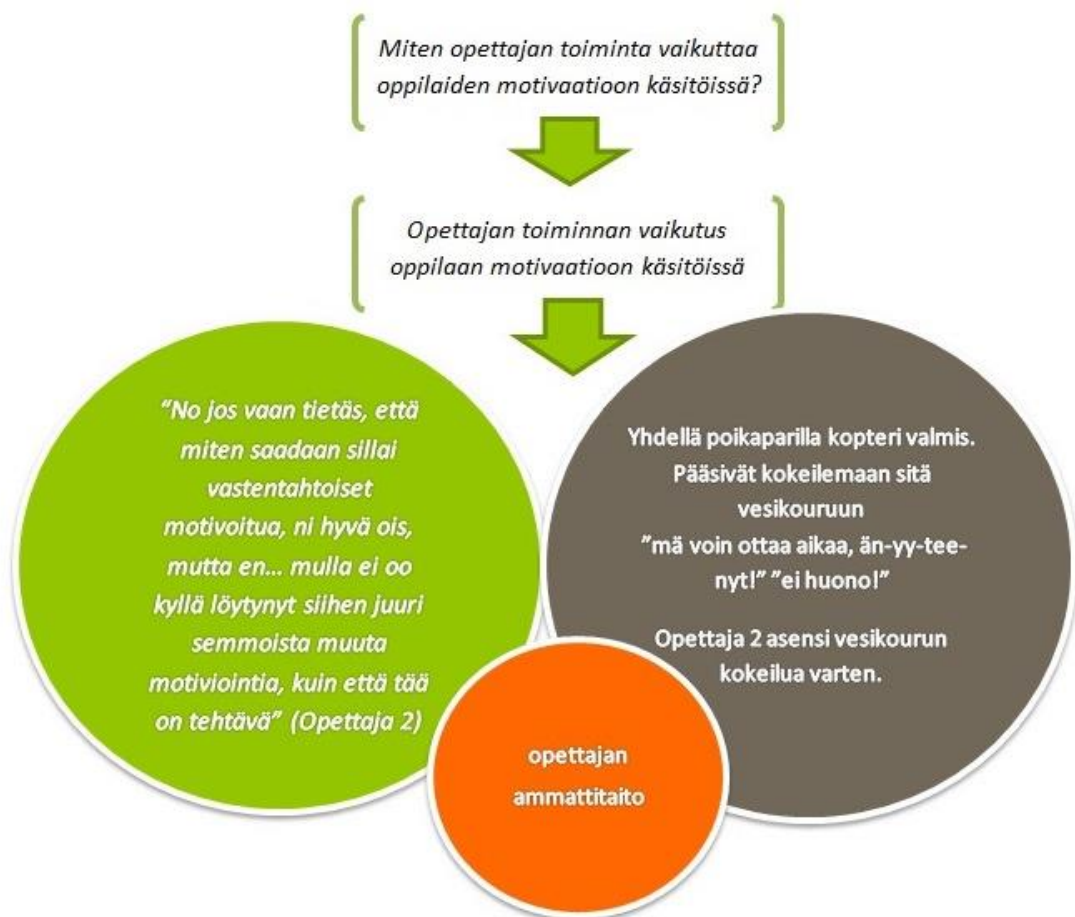 Miten opettajan toiminta vaikuttaa
oppilaiden motivaatioon käsitöissä?
Opettajan toiminnan vaikutus
oppilaan motivaatioon käsitöissä
"No jos vaan tietäs, että
miten saadaan sillai
vastentahtoiset
motivoitua, ni hyvä ois,
mutta en... mulla ei oo
kyllä löytynyt siihen juuri
semmoista muuta
motiviointia, kuin että tää
on tehtävä" (Opettaja 2)
Yhdellä poikaparilla kopteri valmis.
Pääsivät kokeilemaan sitä
vesikouruun
"mä voin ottaa aikaa, än-yy-tee-
nyt!" "ei huono!"
Opettaja 2 asensi vesikourun
kokeilua varten.
opettajan
ammattitaito